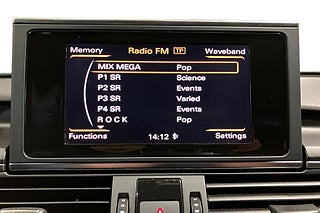 Memory Radio FM TP Waveband
MIX MEGA Pop
P1 SR Science
P2 SR Events
P3 SR Varied
P4 SR Events
R O C K Pop
Functions 14:12 Settings